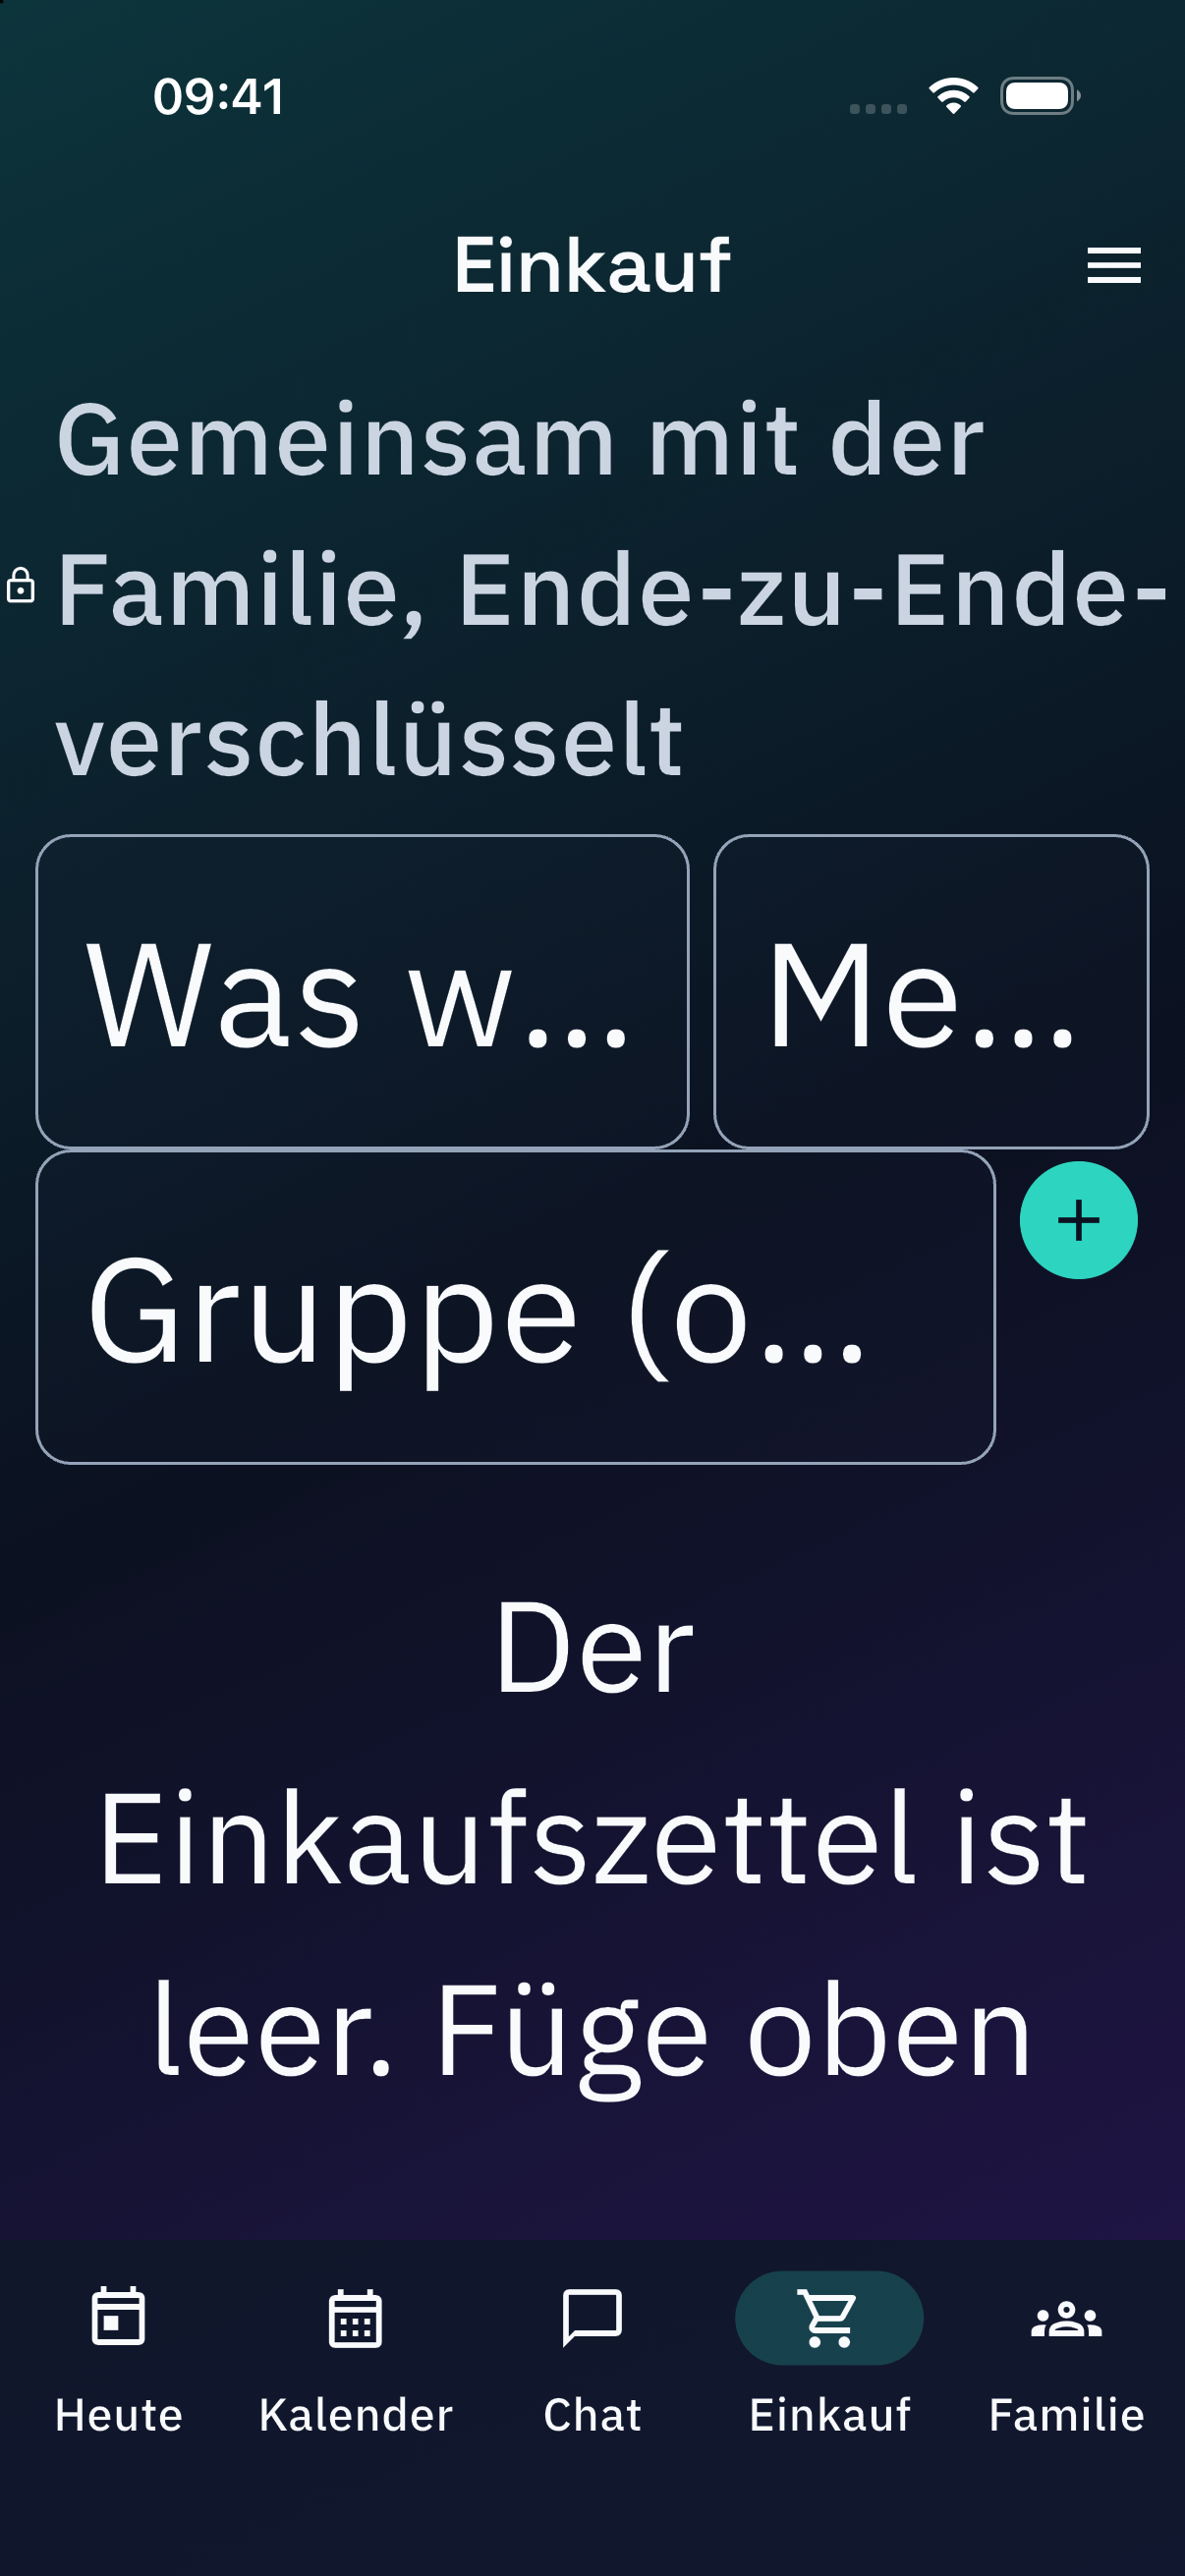 09:41
Einkauf
Gemeinsam mit der
Familie, Ende-zu-Ende-
verschlüsselt
Was w...
Me...
Gruppe (o...
Der
Einkaufszettel ist
leer. Füge oben
Heute
Kalender
Chat
Einkauf
Familie